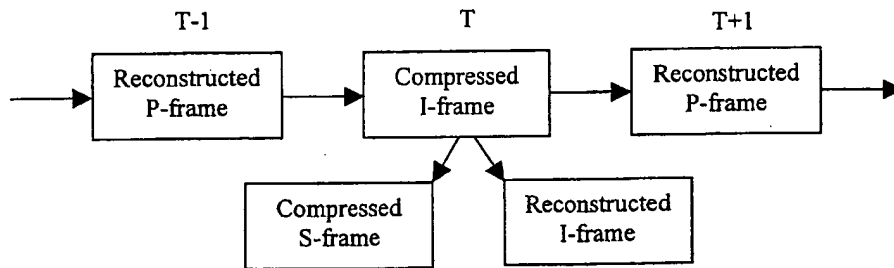 T-1
T
T+1
Reconstructed
P-frame
Compressed
I-frame
Reconstructed
P-frame
Compressed
S-frame
Reconstructed
I-frame